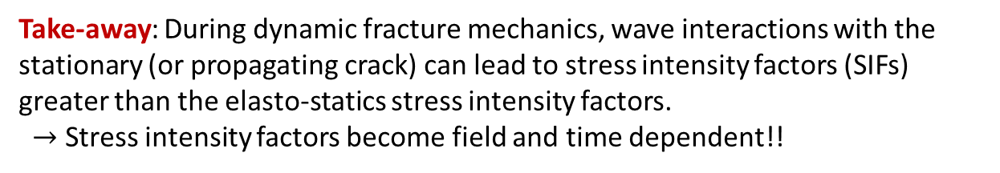 Take-away: During dynamic fracture mechanics, wave interactions with the
stationary (or propagating crack) can lead to stress intensity factors (SIFs)
greater than the elasto-statics stress intensity factors.
→ Stress intensity factors become field and time dependent!!